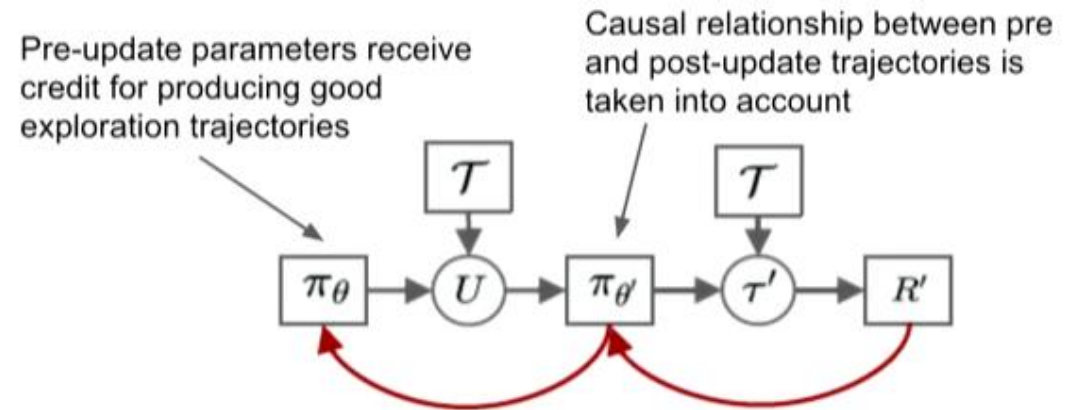 Pre-update parameters receive
credit for producing good
exploration trajectories
Causal relationship between pre
and post-update trajectories is
taken into account
𝒯
𝒯
π_θ
U
π_θ'
τ'
R'